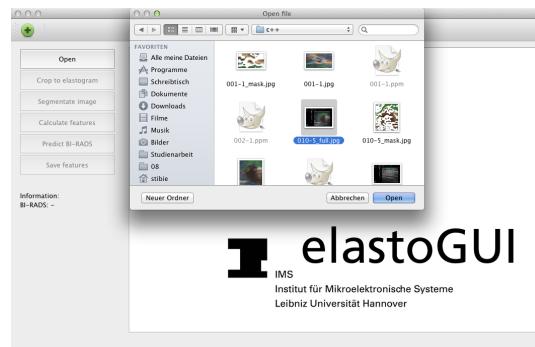 Open file
c++
Open
Crop to elastogram
Segmentate image
Calculate features
Predict BI-RADS
Save features
Information:
BI-RADS: -
FAVORITEN
Alle meine Dateien
Programme
Schreibtisch
Dokumente
Downloads
Filme
Musik
Bilder
Studienarbeit
08
stibie
001-1_mask.jpg
001-1.jpg
001-1.ppm
002-1.ppm
010-5_full.jpg
010-5_mask.jpg
Neuer Ordner
Abbrechen
Open
elastoGUI
IMS
Institut für Mikroelektronische Systeme
Leibniz Universität Hannover